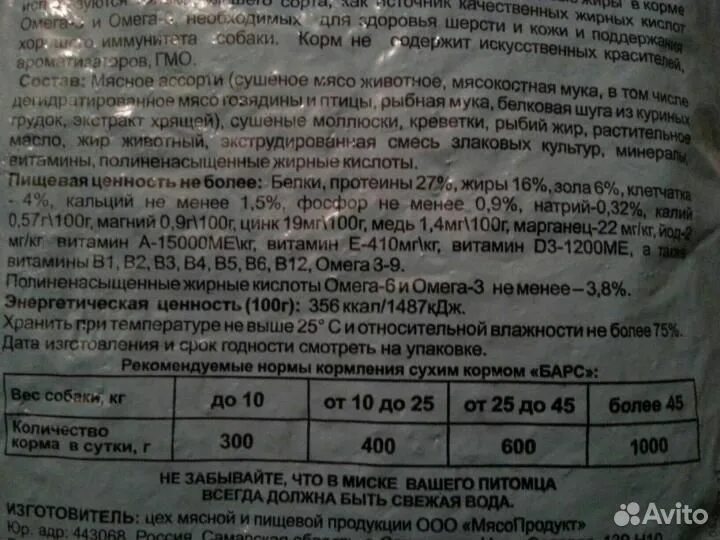 жиры в корме
сорта, как источник качественных жирных кислот
Омега-3 и Омега-6, необходимых для здоровья шерсти и кожи и поддержания
хорошего иммунитета собаки. Корм не содержит искусственных красителей,
ароматизаторов, ГМО.
Состав: Мясное ассорти (сушеное мясо животное, мясокостная мука, в том числе
дегидратированное мясо говядины и птицы, рыбная мука, белковая шуга из куриных
грудок, экстракт хрящей), сушеные моллюски, креветки, рыбий жир, растительное
масло, жир животный, экструдированная смесь злаковых культур, минералы,
витамины, полиненасыщенные жирные кислоты.
Пищевая ценность не более: Белки, протеины 27%, жиры 16%, зола 6%, клетчатка
- 4%, кальций не менее 1,5%, фосфор не менее 0,9%, натрий-0,32%, калий
0,57г\100г, магний 0,9г\100г, цинк 19мг\100г, медь 1,4мг\100г, марганец-22 мг/кг, йод-2
мг/кг, витамин А-15000МЕ\кг, витамин Е-410мг\кг, витамин D3-1200МЕ, а также
витамины В1, В2, В3, В4, В5, В6, В12, Омега 3-9.
Полиненасыщенные жирные кислоты Омега-6 и Омега-3 не менее – 3,8%.
Энергетическая ценность (100г): 356 ккал/1487кДж.
Хранить при температуре не выше 25° С и относительной влажности не более 75%.
Дата изготовления и срок годности смотреть на упаковке.
Рекомендуемые нормы кормления сухим кормом «БАРС»:
Вес собаки, кг до 10 от 10 до 25 от 25 до 45 более 45
Количество
корма в сутки, г 300 400 600 1000
НЕ ЗАБЫВАЙТЕ, ЧТО В МИСКЕ ВАШЕГО ПИТОМЦА
ВСЕГДА ДОЛЖНА БЫТЬ СВЕЖАЯ ВОДА.
ИЗГОТОВИТЕЛЬ: цех мясной и пищевой продукции ООО «МясоПродукт»
Юр. адр: 443068, Россия, Самарская
Avito